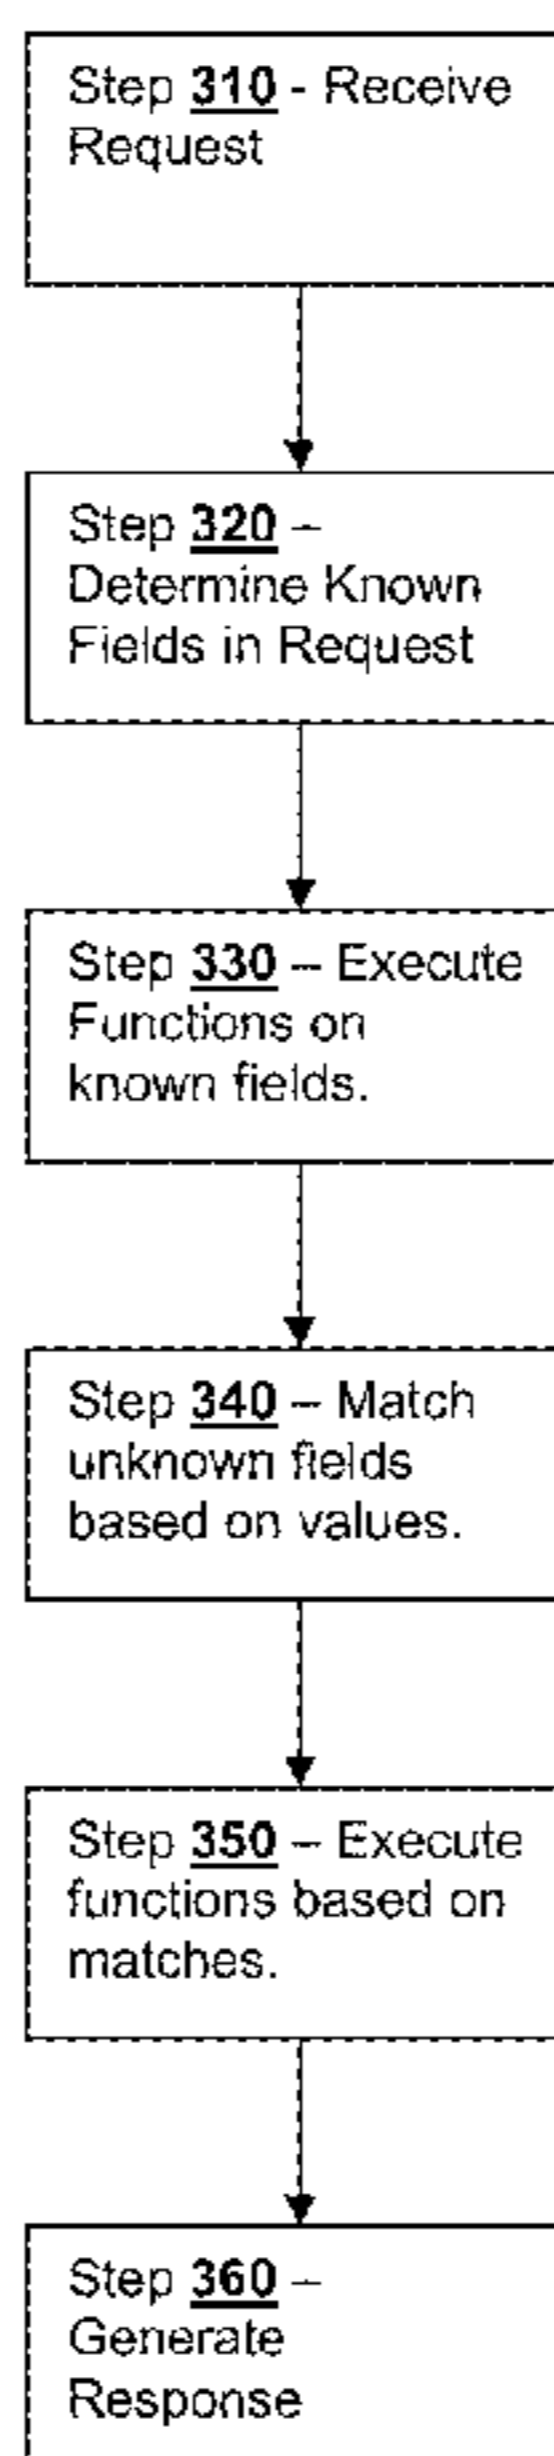 Step 310 - Receive
Request
Step 320 –
Determine Known
Fields in Request
Step 330 – Execute
Functions on
known fields.
Step 340 – Match
unknown fields
based on values.
Step 350 – Execute
functions based on
matches.
Step 360 –
Generate
Response